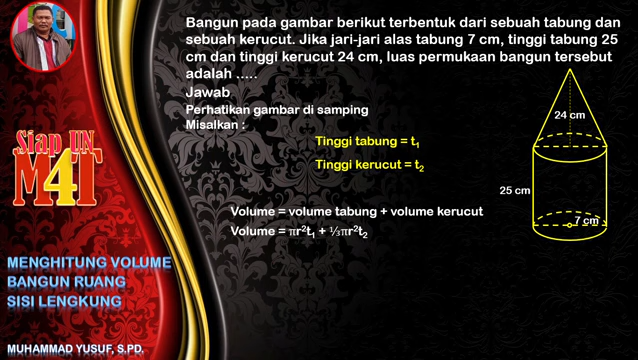 Bangun pada gambar berikut terbentuk dari sebuah tabung dan
sebuah kerucut. Jika jari-jari alas tabung 7 cm, tinggi tabung 25
cm dan tinggi kerucut 24 cm, luas permukaan bangun tersebut
adalah .....
Jawab
Perhatikan gambar di samping
Misalkan :
Tinggi tabung = t₁
Tinggi kerucut = t₂
Volume = volume tabung + volume kerucut
Volume = πr²t₁ + ⅓πr²t₂
24 cm
25 cm
7 cm
Siap UN
M4T
MENGHITUNG VOLUME
BANGUN RUANG
SISI LENGKUNG
MUHAMMAD YUSUF, S.PD.